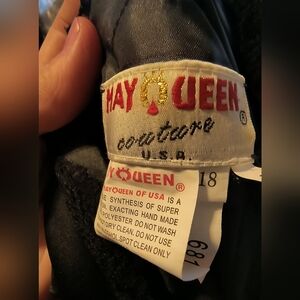 HAY QUEEN ®
couture
U.S.A.
Y QUEEN ®
HAY QUEEN OF USA IS A
SYNTHESIS OF SUPER
EXACTING HAND MADE
POLYESTER DO NOT WASH
DRY CLEAN. DO NOT USE
SPOT CLEAN ONLY
18
681